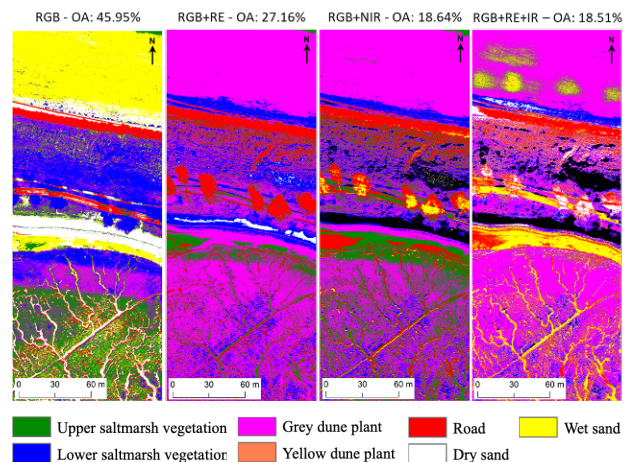 RGB - OA: 45.95% RGB+RE - OA: 27.16% RGB+NIR - OA: 18.64% RGB+RE+IR – OA: 18.51%
N N N N
0 30 60 m 0 30 60 m 0 30 60 m 0 30 60 m
Upper saltmarsh vegetation Grey dune plant Road Wet sand
Lower saltmarsh vegetation Yellow dune plant Dry sand